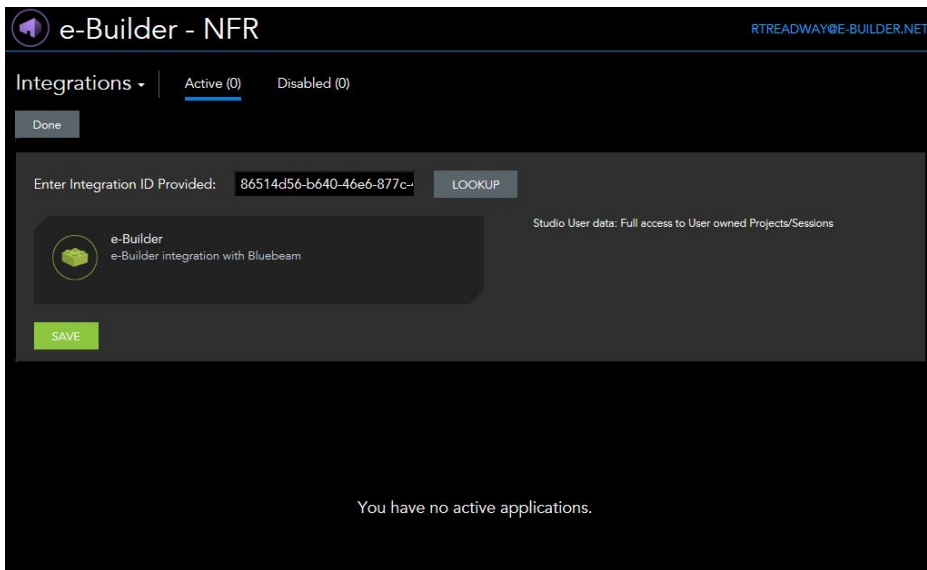 e-Builder - NFR
RTREADWAY@E-BUILDER.NET
Integrations
Active (0)
Disabled (0)
Done
Enter Integration ID Provided:
86514d56-b640-46e6-877c-
LOOKUP
e-Builder
e-Builder integration with Bluebeam
Studio User data: Full access to User owned Projects/Sessions
SAVE
You have no active applications.